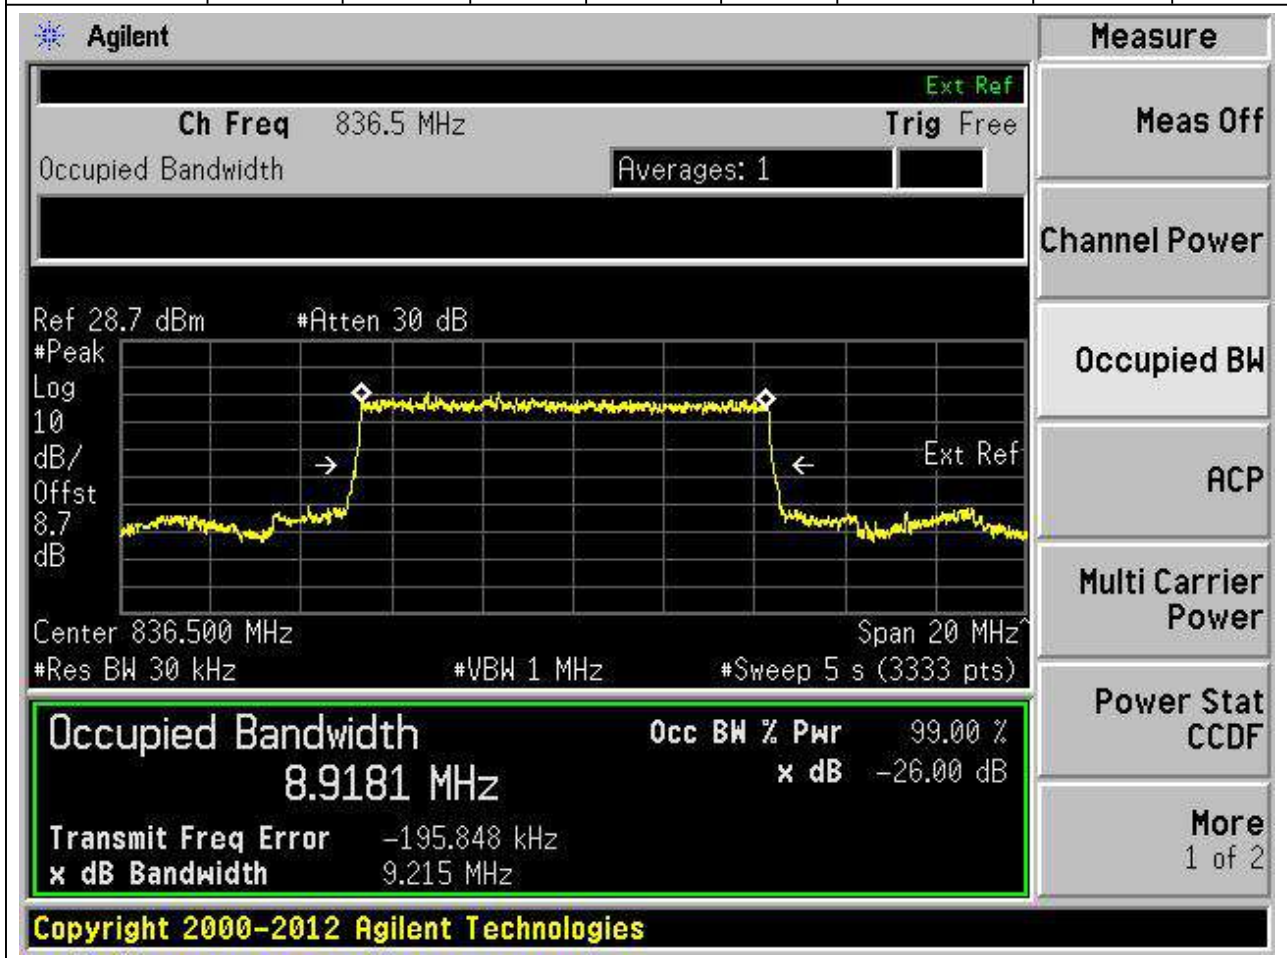 Agilent
Measure
Ext Ref
Ch Freq 836.5 MHz Trig Free
Meas Off
Occupied Bandwidth Averages: 1
Channel Power
Ref 28.7 dBm #Atten 30 dB
#Peak
Log
10
dB/
Offst
8.7
dB
Ext Ref
Occupied BW
ACP
Multi Carrier
Power
Center 836.500 MHz Span 20 MHz^
#Res BW 30 kHz #VBW 1 MHz #Sweep 5 s (3333 pts)
Occupied Bandwidth Occ BW % Pwr 99.00 %
8.9181 MHz x dB -26.00 dB
Transmit Freq Error -195.848 kHz
x dB Bandwidth 9.215 MHz
Power Stat
CCDF
More
1 of 2
Copyright 2000-2012 Agilent Technologies